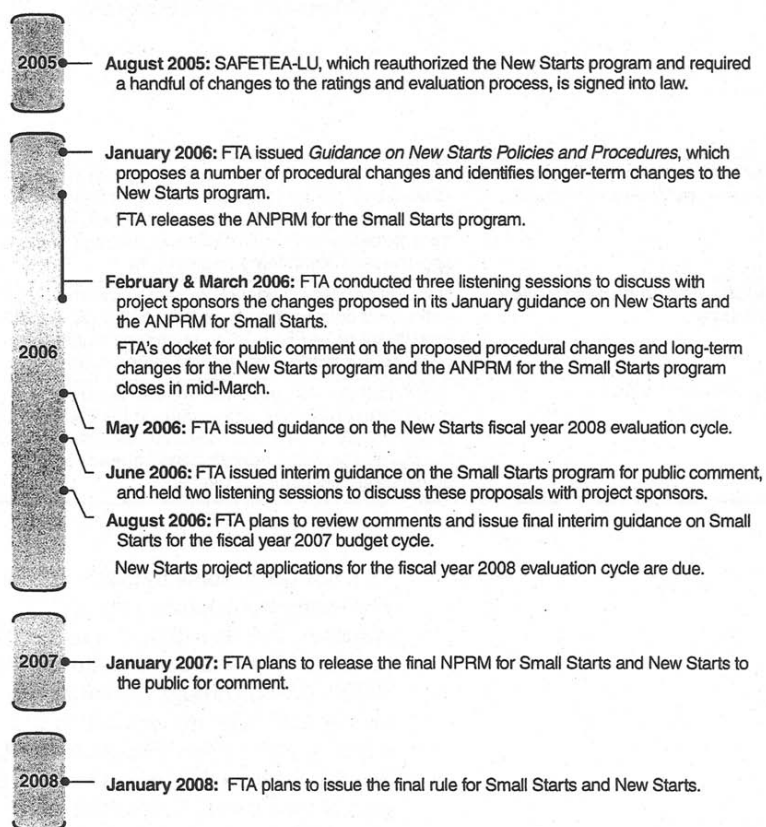 2005
August 2005: SAFETEA-LU, which reauthorized the New Starts program and required
a handful of changes to the ratings and evaluation process, is signed into law.
January 2006: FTA issued Guidance on New Starts Policies and Procedures, which
proposes a number of procedural changes and identifies longer-term changes to the
New Starts program.
FTA releases the ANPRM for the Small Starts program.
February & March 2006: FTA conducted three listening sessions to discuss with
project sponsors the changes proposed in its January guidance on New Starts and
the ANPRM for Small Starts.
2006
FTA's docket for public comment on the proposed procedural changes and long-term
changes for the New Starts program and the ANPRM for the Small Starts program
closes in mid-March.
May 2006: FTA issued guidance on the New Starts fiscal year 2008 evaluation cycle.
June 2006: FTA issued interim guidance on the Small Starts program for public comment,
and held two listening sessions to discuss these proposals with project sponsors.
August 2006: FTA plans to review comments and issue final interim guidance on Small
Starts for the fiscal year 2007 budget cycle.
New Starts project applications for the fiscal year 2008 evaluation cycle are due.
2007
January 2007: FTA plans to release the final NPRM for Small Starts and New Starts to
the public for comment.
2008
January 2008: FTA plans to issue the final rule for Small Starts and New Starts.